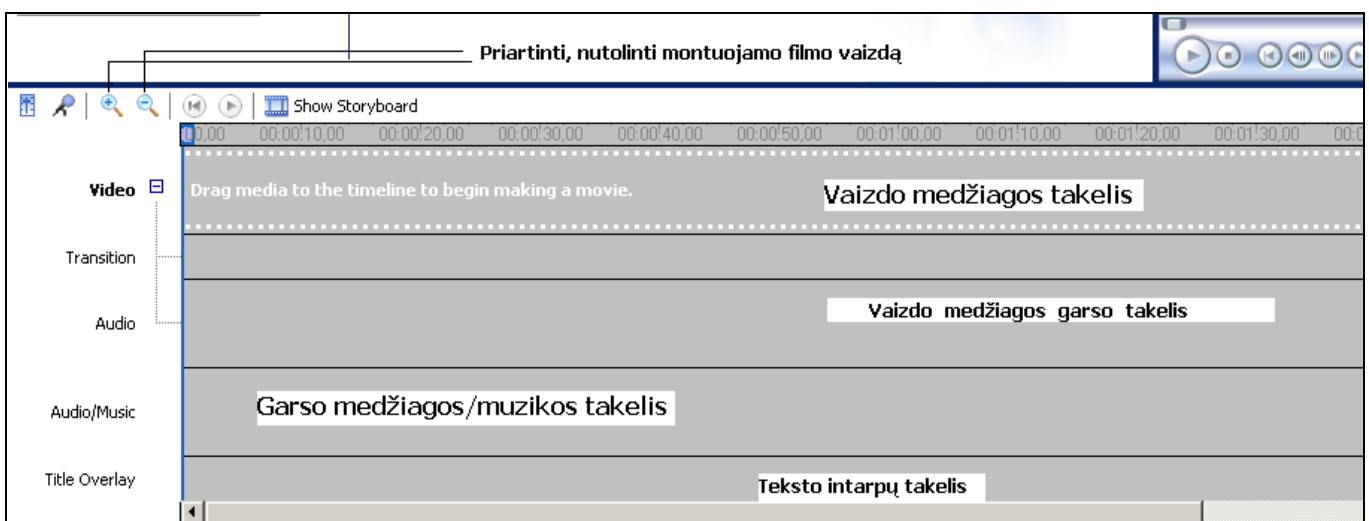 Priartinti, nutolinti montuojamo filmo vaizdą
Show Storyboard
0,00 00:00:10,00 00:00:20,00 00:00:30,00 00:00:40,00 00:00:50,00 00:01:00,00 00:01:10,00 00:01:20,00 00:01:30,00
Video Drag media to the timeline to begin making a movie. Vaizdo medžiagos takelis
Transition
Audio Vaizdo medžiagos garso takelis
Audio/Music Garso medžiagos/muzikos takelis
Title Overlay Teksto intarpų takelis